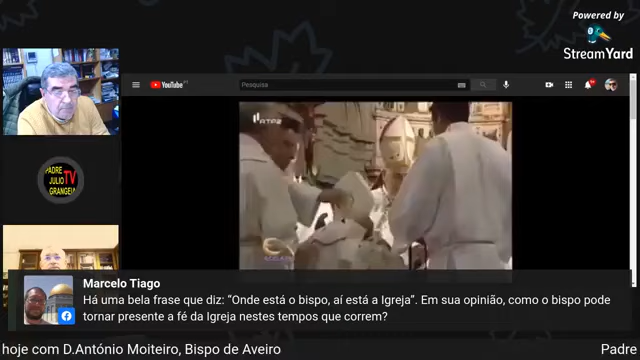 Powered by
StreamYard
YouTube
Pesquisa
PADRE
JULIO TV
GRANGEIA
Marcelo Tiago
Há uma bela frase que diz: “Onde está o bispo, aí está a Igreja”. Em sua opinião, como o bispo pode
tornar presente a fé da Igreja nestes tempos que correm?
hoje com D.António Moiteiro, Bispo de Aveiro
Padre